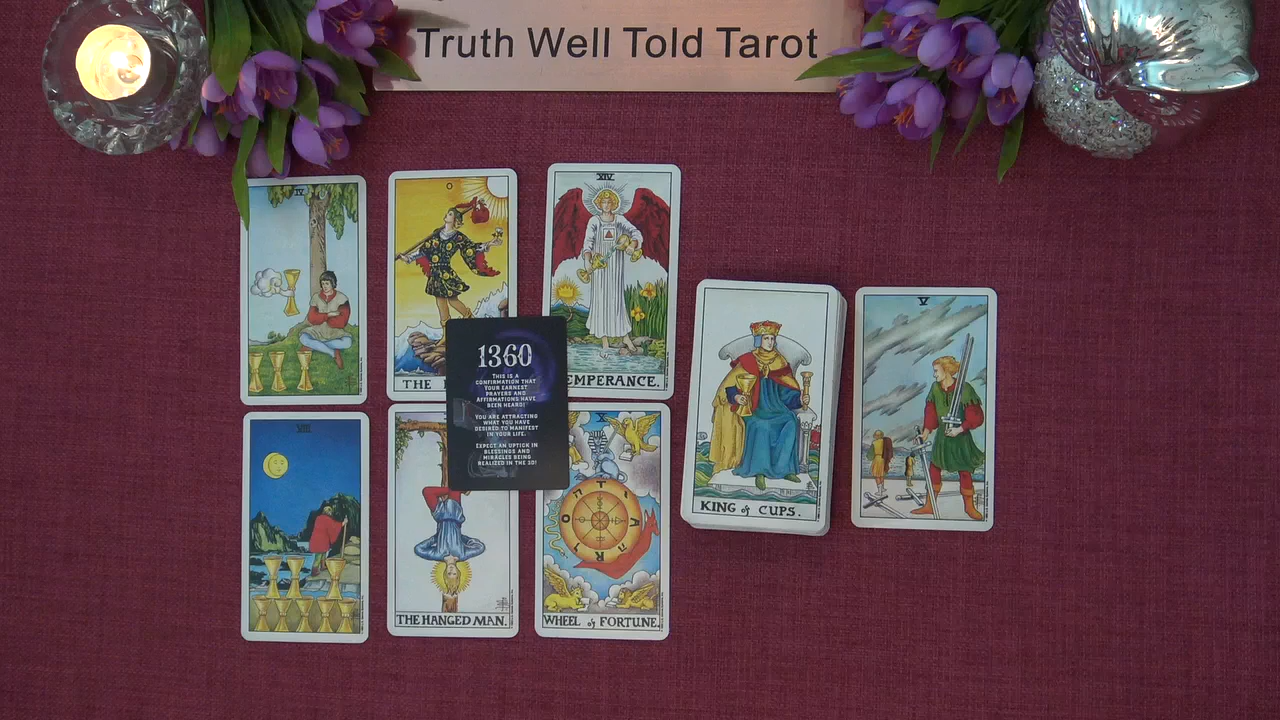 Truth Well Told Tarot
IV
0
XIV
THE
EMPERANCE.
1360
THIS IS A
CONFIRMATION THAT
YOUR EARNEST
PRAYERS AND
AFFIRMATIONS HAVE
BEEN HEARD!
YOU ARE ATTRACTING
WHAT YOU HAVE
DESIRED TO MANIFEST
IN YOUR LIFE.
EXPECT AN UPTICK IN
BLESSINGS AND
MIRACLES BEING
REALIZED IN THE 3D!
KING of CUPS.
V
VIII
THE HANGED MAN.
X
TARO
WHEEL of FORTUNE.